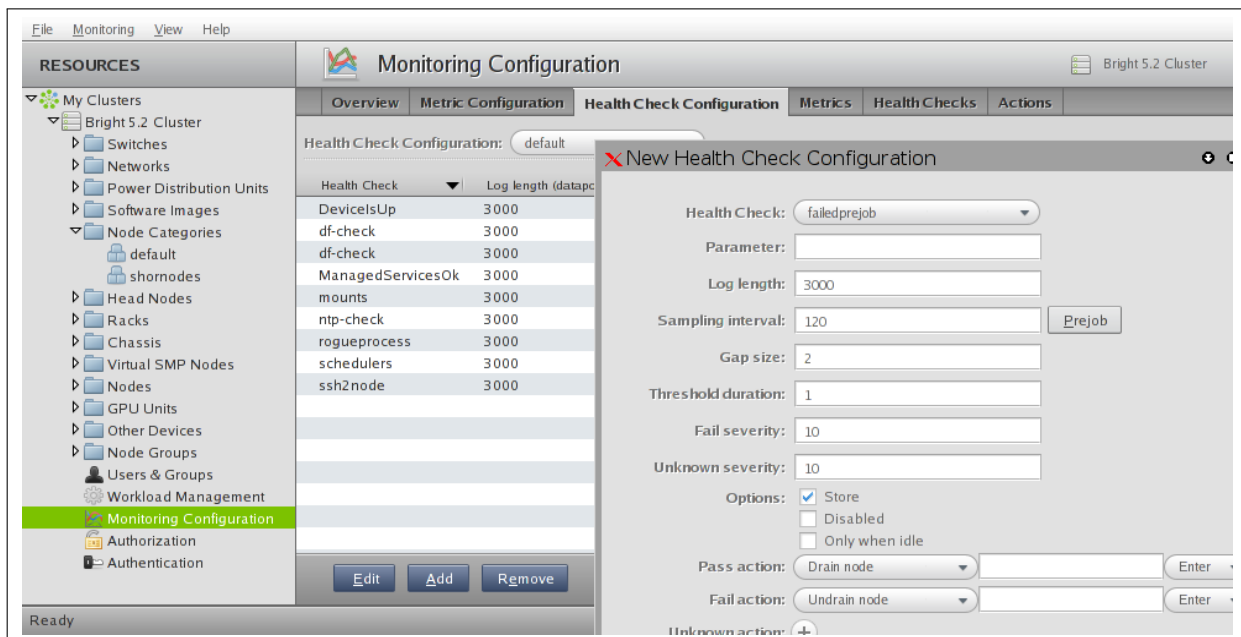 File Monitoring View Help
RESOURCES
Monitoring Configuration
Bright 5.2 Cluster
My Clusters
Bright 5.2 Cluster
Switches
Networks
Power Distribution Units
Software Images
Node Categories
default
shornodes
Head Nodes
Racks
Chassis
Virtual SMP Nodes
Nodes
GPU Units
Other Devices
Node Groups
Users & Groups
Workload Management
Monitoring Configuration
Authorization
Authentication
Ready
Overview Metric Configuration Health Check Configuration Metrics Health Checks Actions
Health Check Configuration: default
Health Check Log length (datapo
DeviceIsUp 3000
df-check 3000
df-check 3000
ManagedServicesOk 3000
mounts 3000
ntp-check 3000
rogueprocess 3000
schedulers 3000
ssh2node 3000
Edit Add Remove
New Health Check Configuration
Health Check: failedprejob
Parameter:
Log length: 3000
Sampling interval: 120 Prejob
Gap size: 2
Threshold duration: 1
Fail severity: 10
Unknown severity: 10
Options: Store
Disabled
Only when idle
Pass action: Drain node Enter
Fail action: Undrain node Enter
Unknown action: